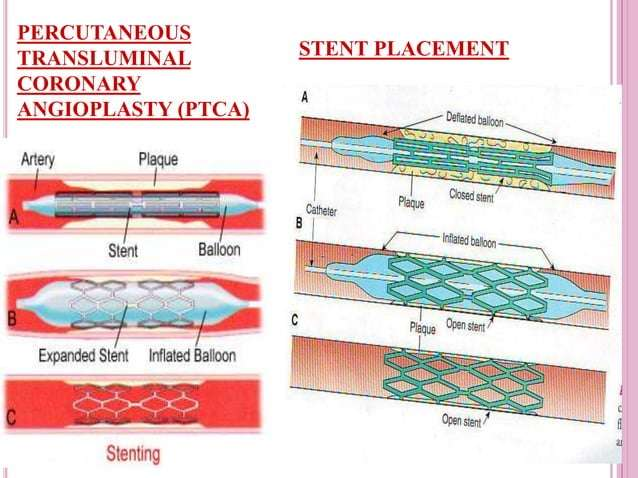 PERCUTANEOUS
TRANSLUMINAL
CORONARY
ANGIOPLASTY (PTCA)
Artery
Plaque
A
Stent
Balloon
B
Expanded Stent
Inflated Balloon
C
Stenting
STENT PLACEMENT
A
Deflated balloon
Plaque
Closed stent
Catheter
B
Inflated balloon
Plaque
Open stent
C
Open stent